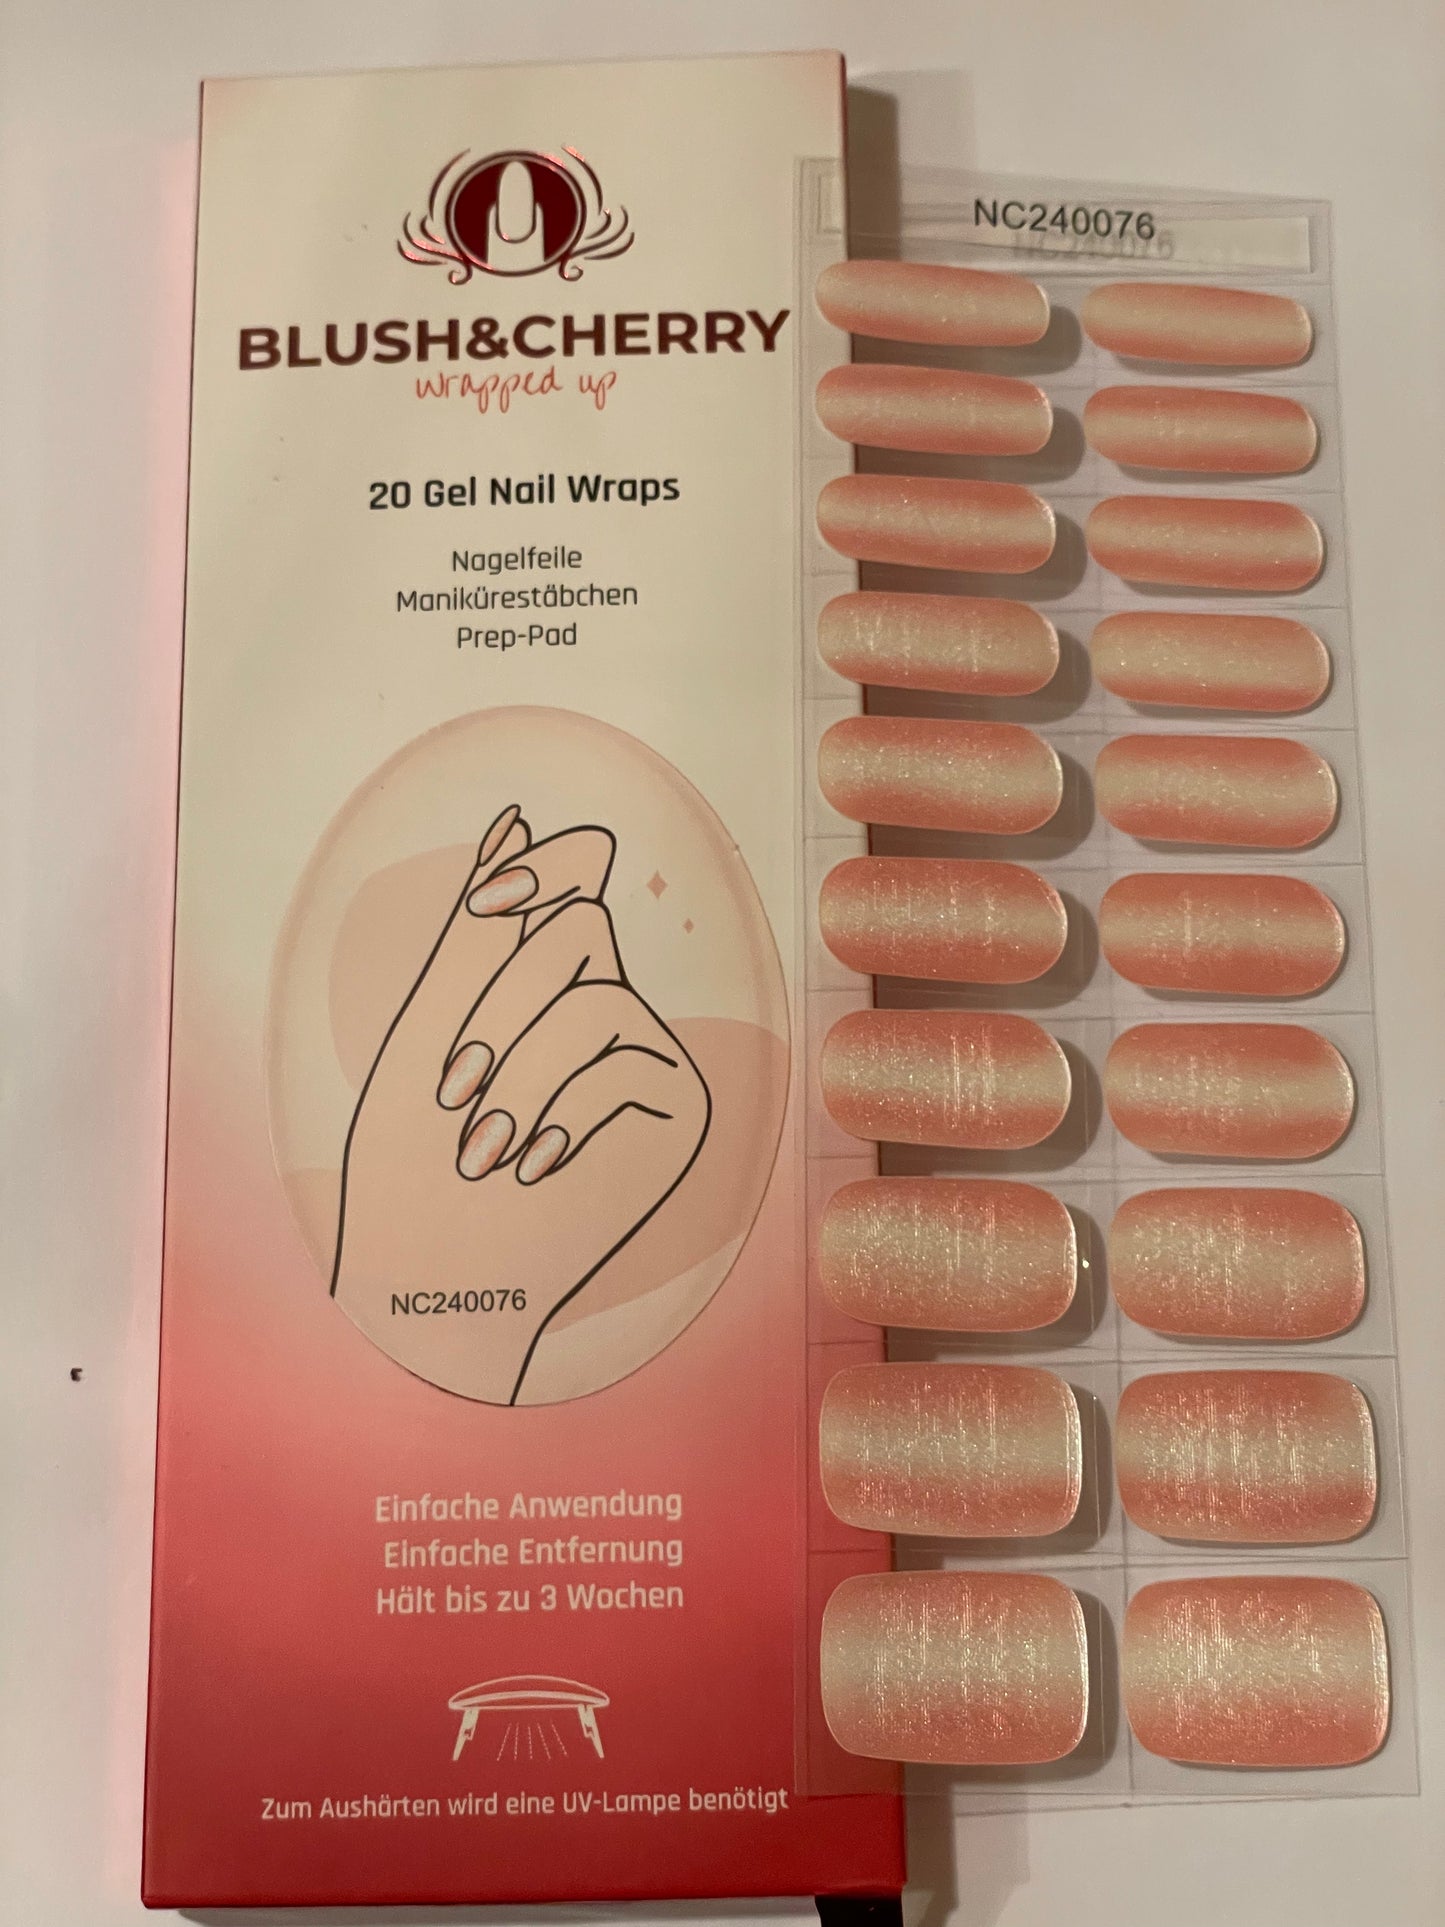 BLUSH&CHERRY
wrapped up
20 Gel Nail Wraps
Nagelfeile
Manikürestäbchen
Prep-Pad
NC240076
Einfache Anwendung
Einfache Entfernung
Hält bis zu 3 Wochen
Zum Aushärten wird eine UV-Lampe benötigt
NC240076